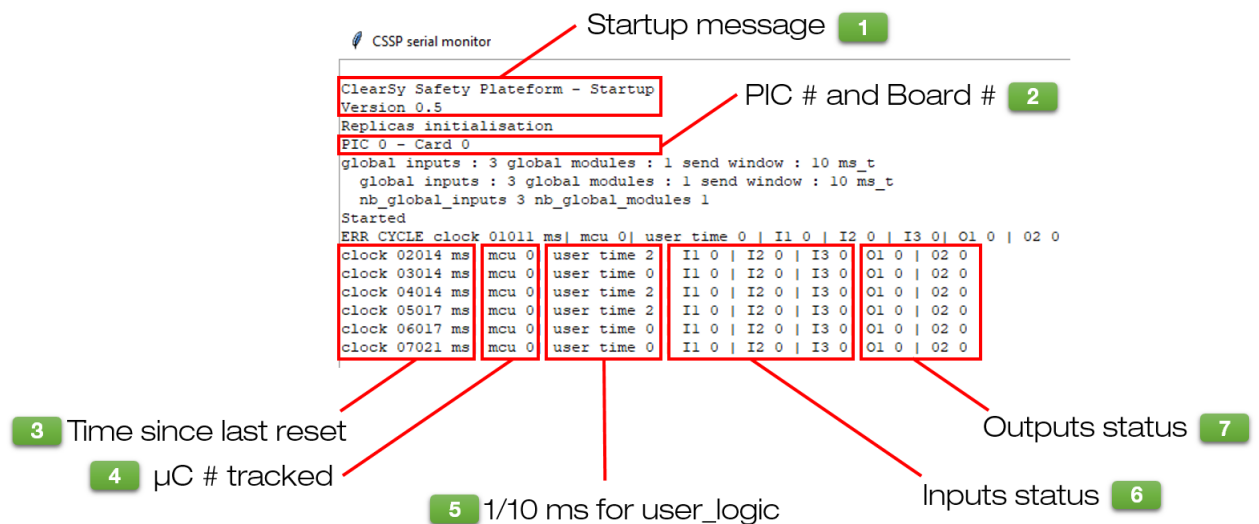 Startup message 1
CSSP serial monitor
ClearSy Safety Plateform - Startup
Version 0.5
PIC # and Board # 2
Replicas initialisation
PIC 0 - Card 0
global inputs : 3 global modules : 1 send window : 10 ms_t
global inputs : 3 global modules : 1 send window : 10 ms_t
nb_global_inputs 3 nb_global_modules 1
Started
ERR CYCLE clock 01011 ms| mcu 0| user time 0 | I1 0 | I2 0 | I3 0| O1 0 | O2 0
clock 02014 ms| mcu 0| user time 2 | I1 0 | I2 0 | I3 0| O1 0 | O2 0
clock 03014 ms| mcu 0| user time 2 | I1 0 | I2 0 | I3 0| O1 0 | O2 0
clock 04014 ms| mcu 0| user time 2 | I1 0 | I2 0 | I3 0| O1 0 | O2 0
clock 05017 ms| mcu 0| user time 2 | I1 0 | I2 0 | I3 0| O1 0 | O2 0
clock 06017 ms| mcu 0| user time 0 | I1 0 | I2 0 | I3 0| O1 0 | O2 0
clock 07021 ms| mcu 0| user time 0 | I1 0 | I2 0 | I3 0| O1 0 | O2 0
3 Time since last reset
Outputs status 7
4 µC # tracked
Inputs status 6
5 1/10 ms for user_logic